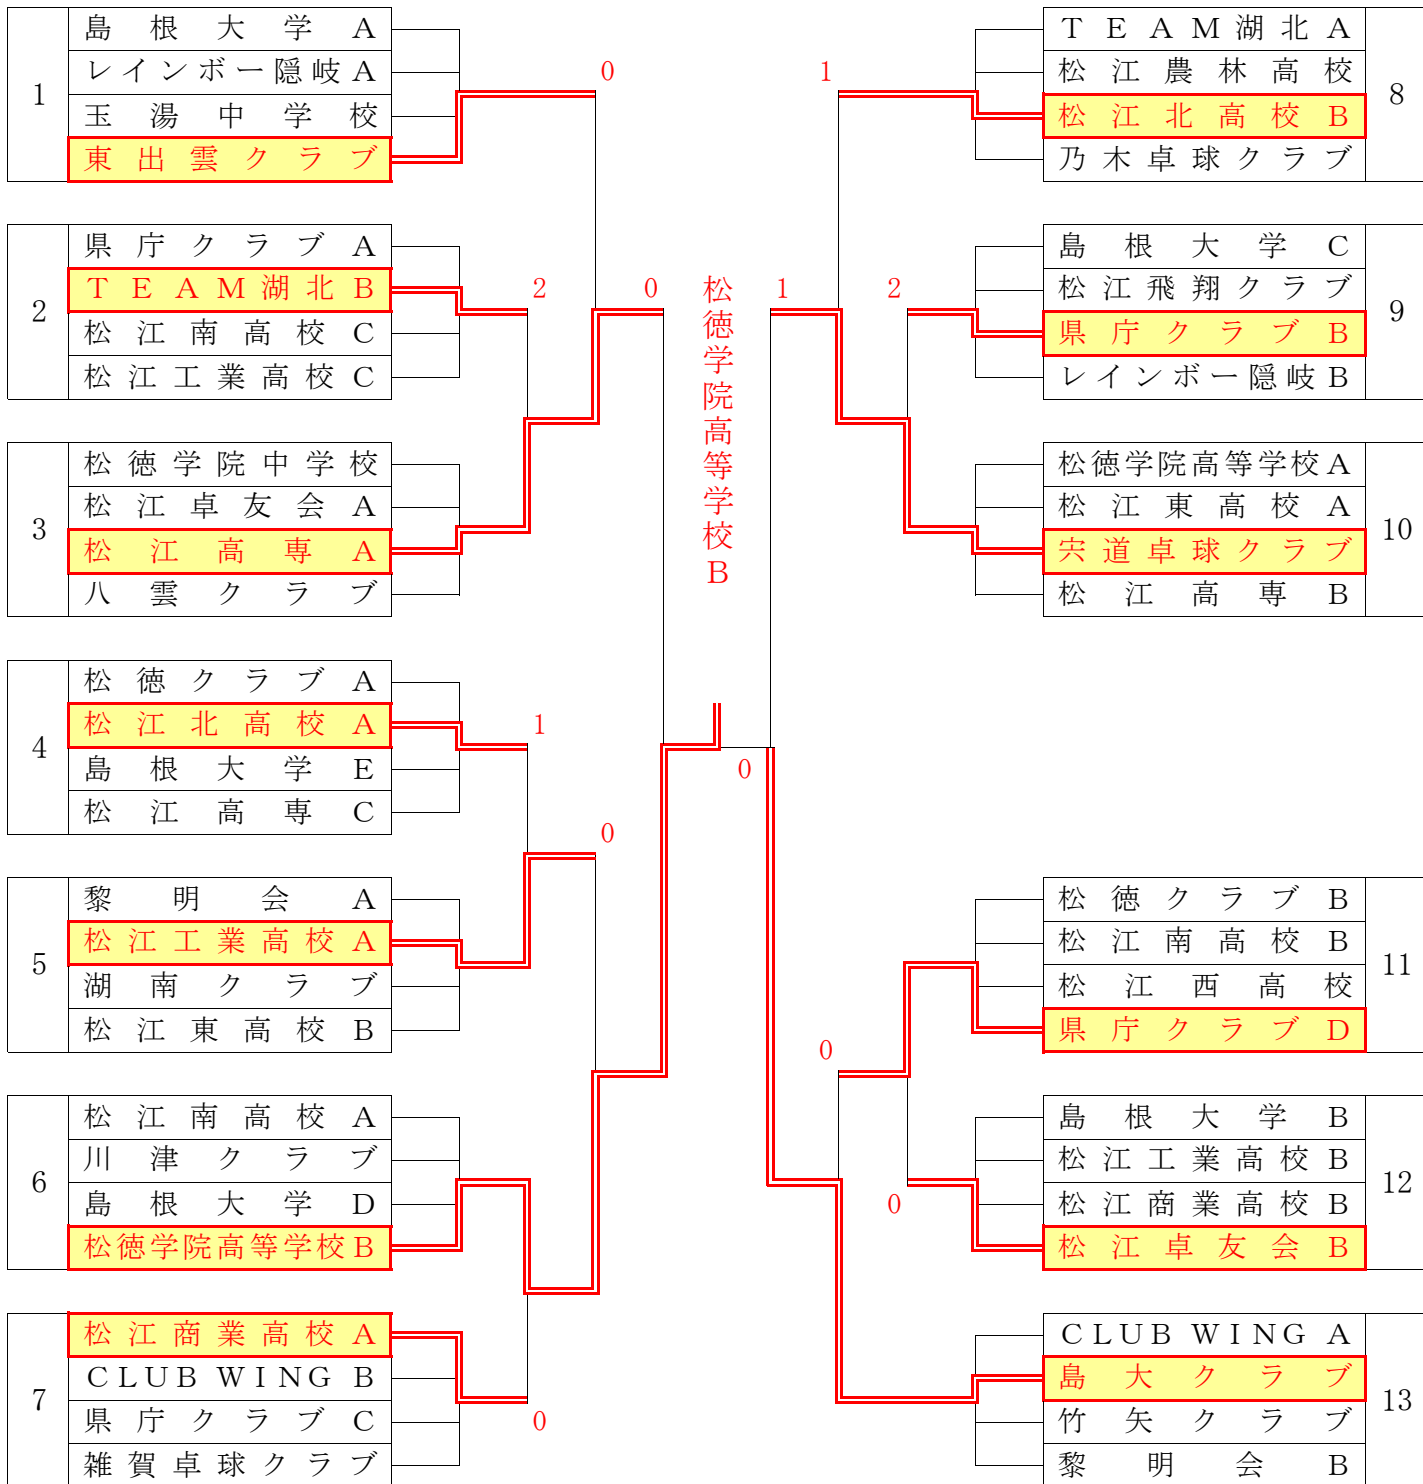 1
島根大学A
レインボー隠岐A
玉湯中学校
東出雲クラブ
0
2
県庁クラブA
TEAM湖北B
松江南高校C
松江工業高校C
2
0
3
松徳学院中学校
松江卓友会A
松江高専A
八雲クラブ
4
松徳クラブA
松江北高校A
島根大学E
松江高専C
1
0
5
黎明会A
松江工業高校A
湖南クラブ
松江東高校B
6
松江南高校A
川津クラブ
島根大学D
松徳学院高等学校B
7
松江商業高校A
CLUB WING B
県庁クラブC
雑賀卓球クラブ
0
松徳学院高等学校B
0
1
TEAM湖北A
松江農林高校
松江北高校B
乃木卓球クラブ
8
1
2
島根大学C
松江飛翔クラブ
県庁クラブB
レインボー隠岐B
9
松徳学院高等学校A
松江東高校A
宍道卓球クラブ
松江高専B
10
松徳クラブB
松江南高校B
松江西高校
県庁クラブD
11
0
0
島根大学B
松江工業高校B
松江商業高校B
松江卓友会B
12
CLUB WING A
島大クラブ
竹矢クラブ
黎明会B
13